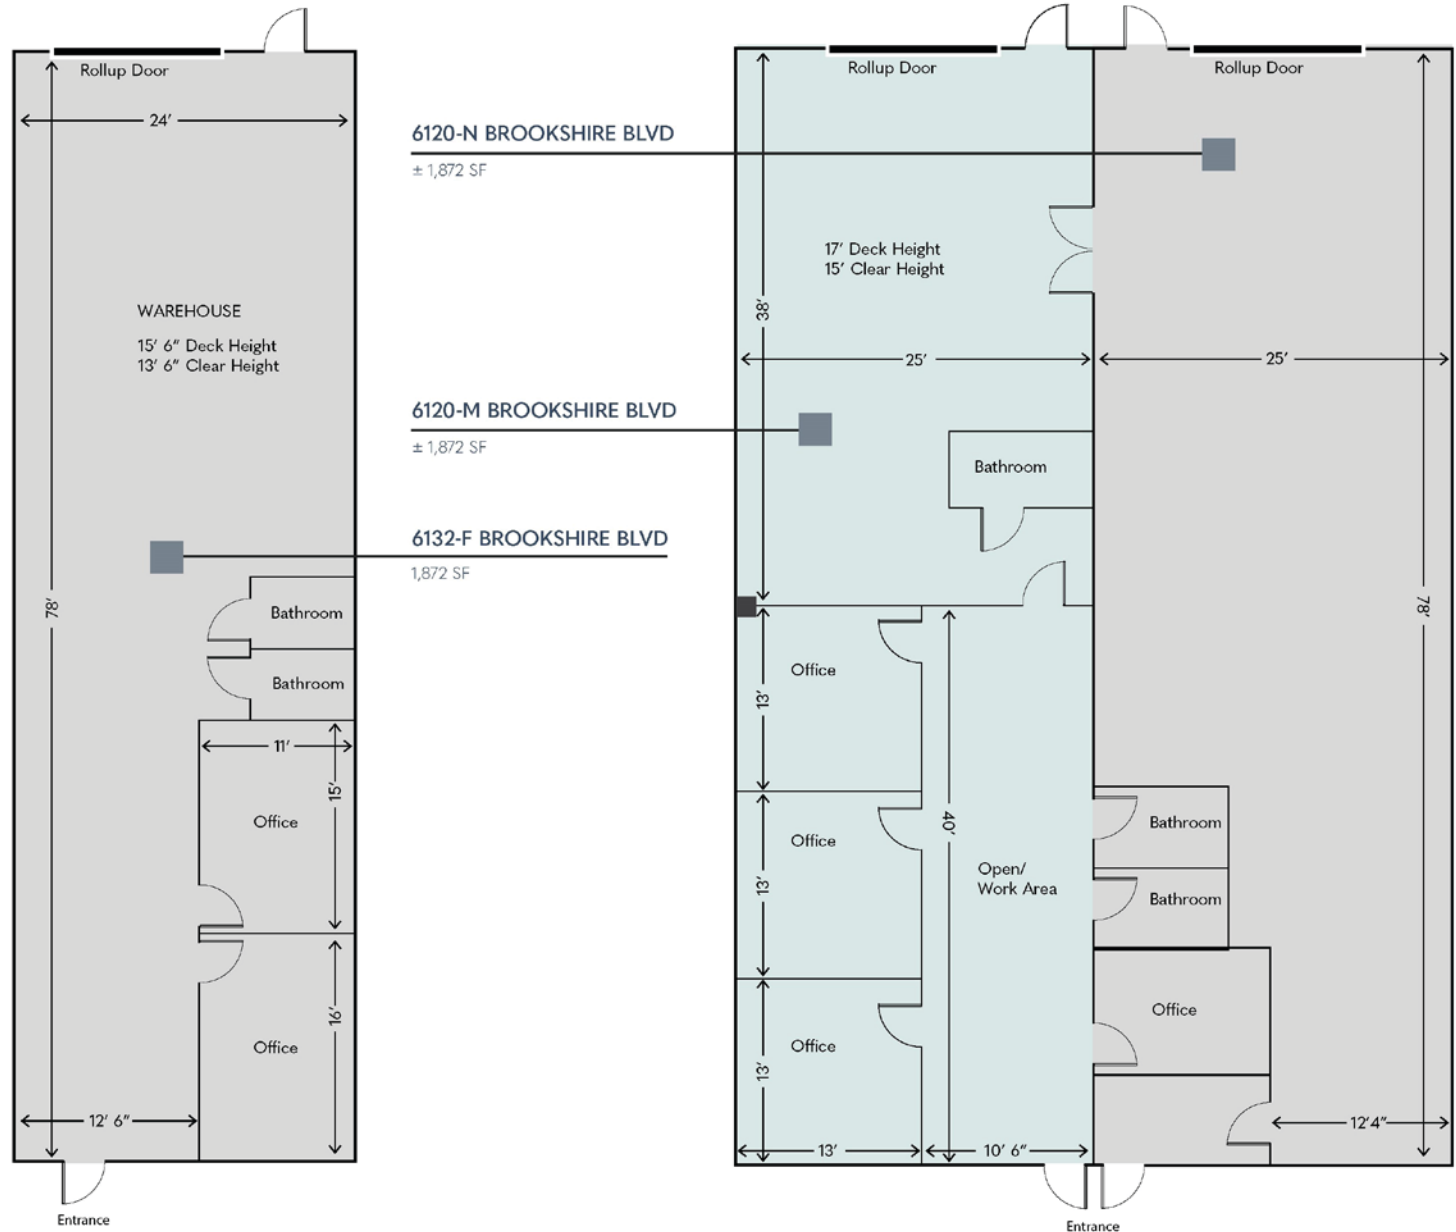 Rollup Door
24'
WAREHOUSE
15' 6" Deck Height
13' 6" Clear Height
78'
Bathroom
Bathroom
11'
15'
Office
16'
Office
12' 6"
Entrance
6120-N BROOKSHIRE BLVD
± 1,872 SF
6120-M BROOKSHIRE BLVD
± 1,872 SF
6132-F BROOKSHIRE BLVD
1,872 SF
Rollup Door
17' Deck Height
15' Clear Height
38'
25'
Bathroom
Office
13'
Office
13'
40'
Open/
Work Area
Office
13'
13'
10' 6"
Rollup Door
25'
78'
Bathroom
Bathroom
Office
12'4"
Entrance